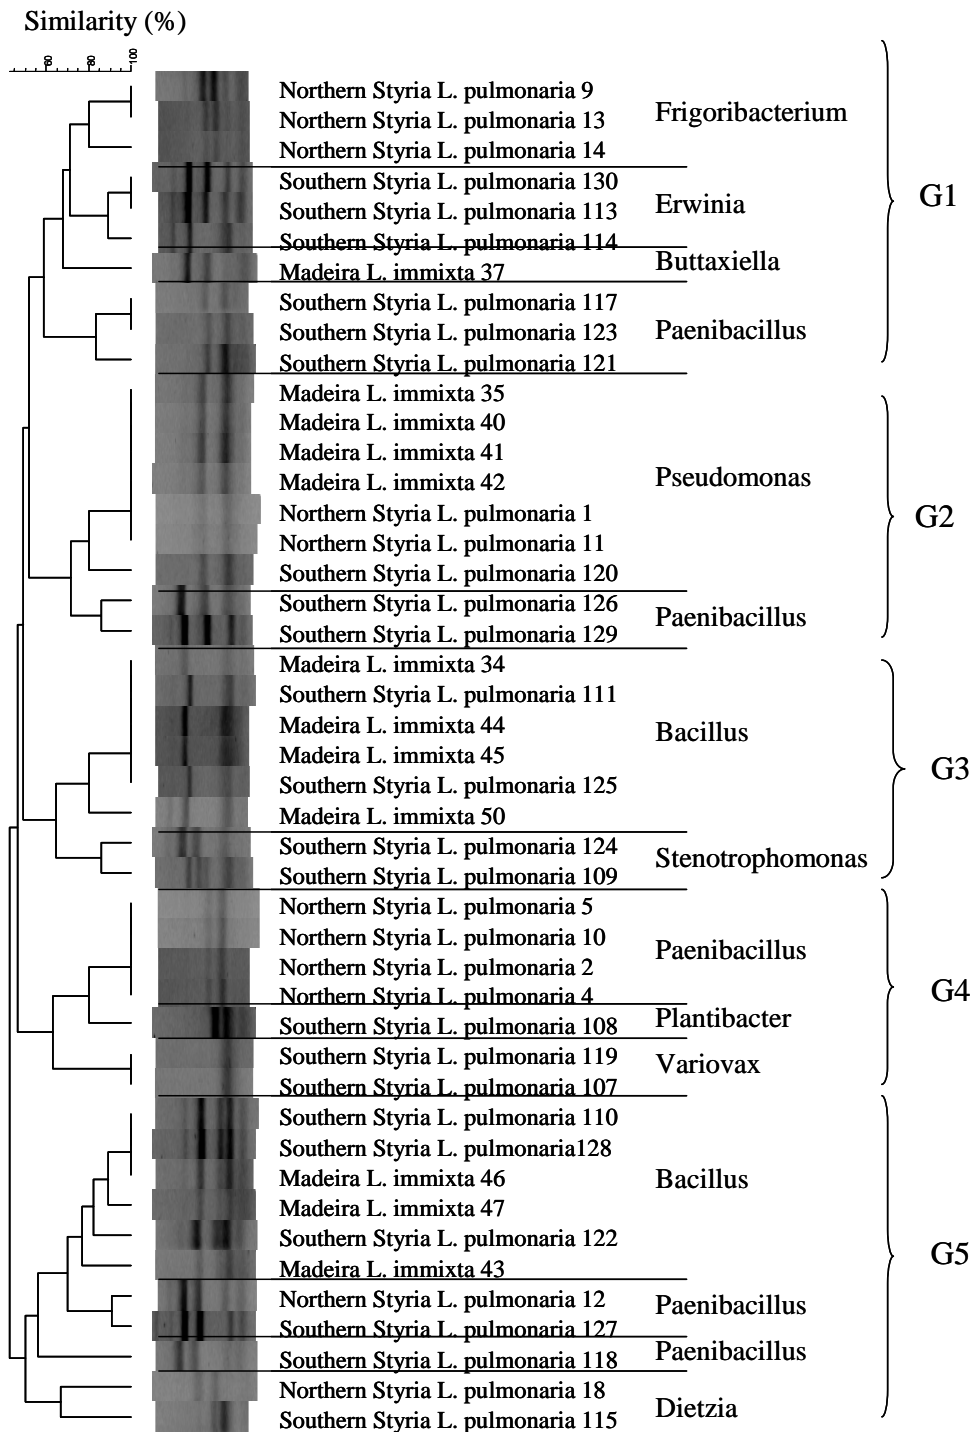 Similarity (%)
60 80 100
Northern Styria L. pulmonaria 9
Northern Styria L. pulmonaria 13
Northern Styria L. pulmonaria 14
Frigoribacterium
Southern Styria L. pulmonaria 130
Southern Styria L. pulmonaria 113
Southern Styria L. pulmonaria 114
Erwinia
Madeira L. immixta 37
Buttaxiella
Southern Styria L. pulmonaria 117
Southern Styria L. pulmonaria 123
Southern Styria L. pulmonaria 121
Paenibacillus
G1
Madeira L. immixta 35
Madeira L. immixta 40
Madeira L. immixta 41
Madeira L. immixta 42
Northern Styria L. pulmonaria 1
Northern Styria L. pulmonaria 11
Southern Styria L. pulmonaria 120
Pseudomonas
Southern Styria L. pulmonaria 126
Southern Styria L. pulmonaria 129
Paenibacillus
G2
Madeira L. immixta 34
Southern Styria L. pulmonaria 111
Madeira L. immixta 44
Madeira L. immixta 45
Southern Styria L. pulmonaria 125
Madeira L. immixta 50
Bacillus
Southern Styria L. pulmonaria 124
Southern Styria L. pulmonaria 109
Stenotrophomonas
G3
Northern Styria L. pulmonaria 5
Northern Styria L. pulmonaria 10
Northern Styria L. pulmonaria 2
Northern Styria L. pulmonaria 4
Paenibacillus
Southern Styria L. pulmonaria 108
Plantibacter
Southern Styria L. pulmonaria 119
Southern Styria L. pulmonaria 107
Variovax
G4
Southern Styria L. pulmonaria 110
Southern Styria L. pulmonaria128
Madeira L. immixta 46
Madeira L. immixta 47
Southern Styria L. pulmonaria 122
Madeira L. immixta 43
Bacillus
Northern Styria L. pulmonaria 12
Southern Styria L. pulmonaria 127
Paenibacillus
Southern Styria L. pulmonaria 118
Paenibacillus
Northern Styria L. pulmonaria 18
Southern Styria L. pulmonaria 115
Dietzia
G5